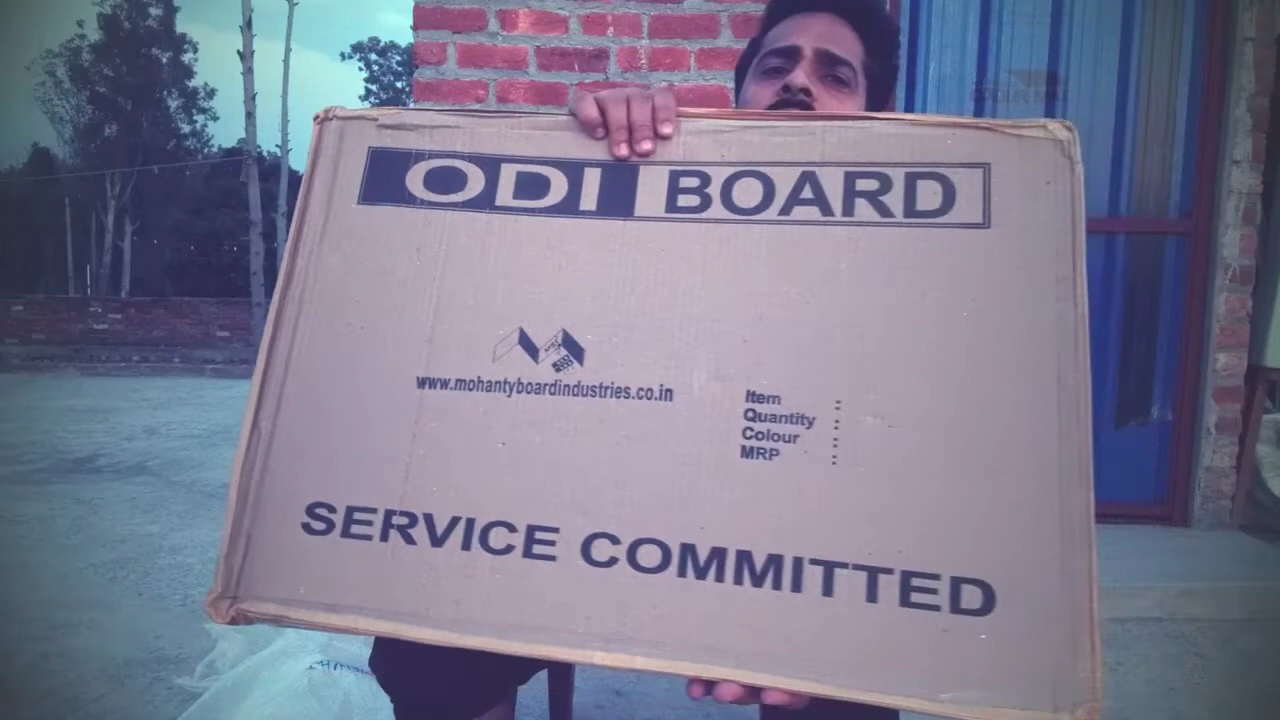 ODI BOARD
www.mohantyboardindustries.co.in
Item :
Quantity :
Colour :
MRP :
SERVICE COMMITTED